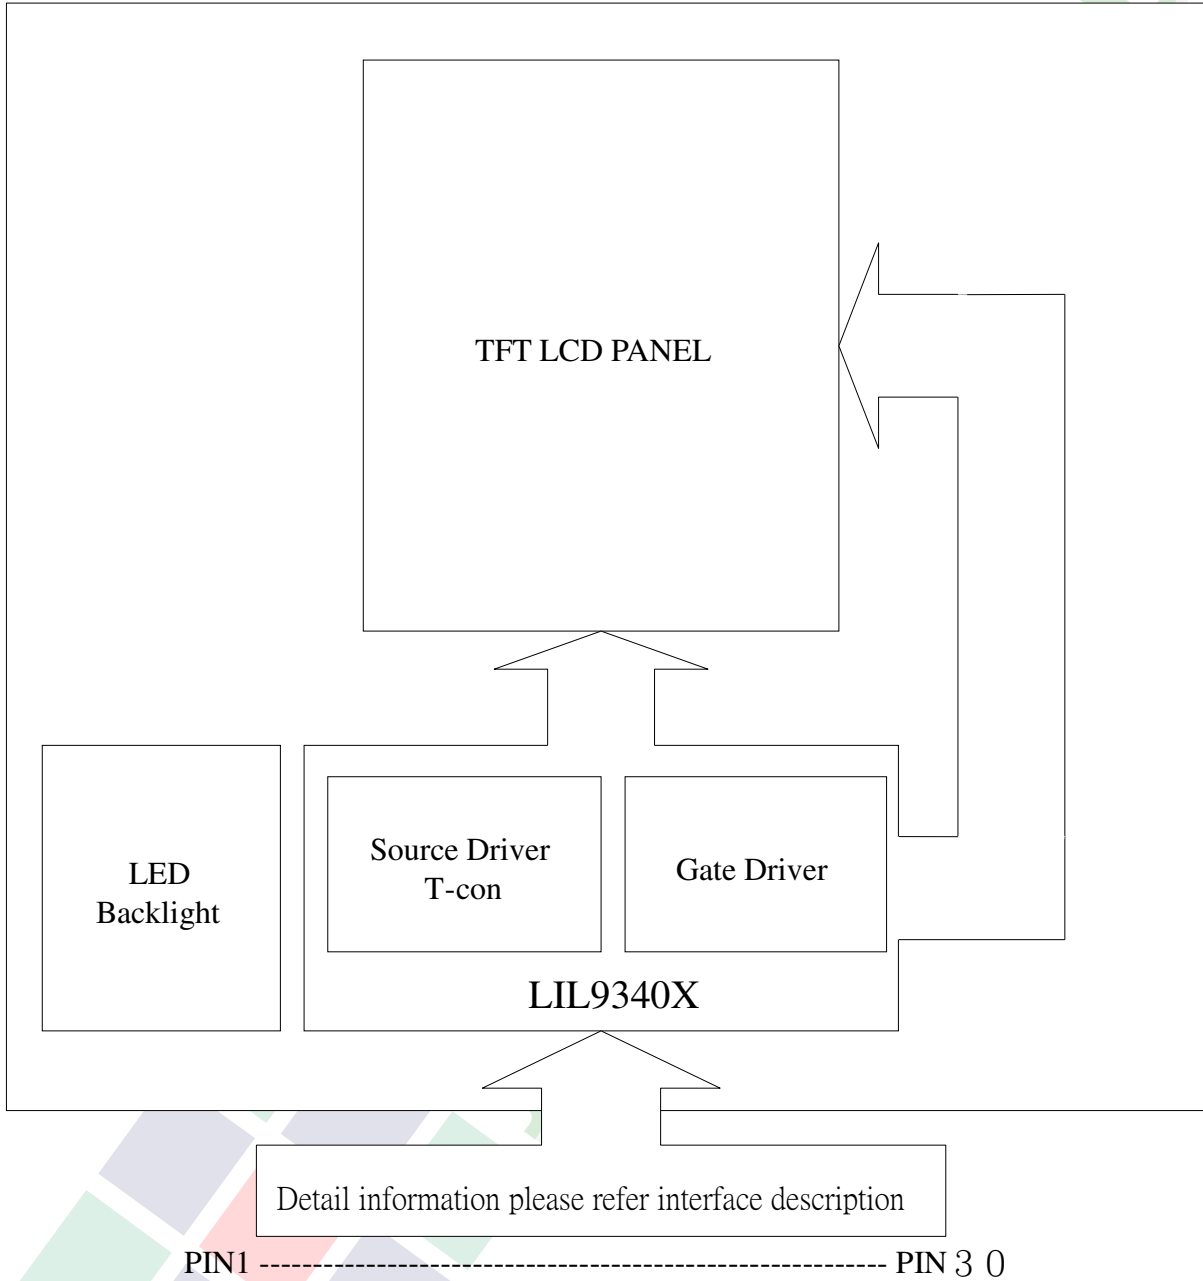 TFT LCD PANEL
LED
Backlight
Source Driver
T-con
Gate Driver
LIL9340X
Detail information please refer interface description
PIN1 ----------------------------------------------------------- PIN３０